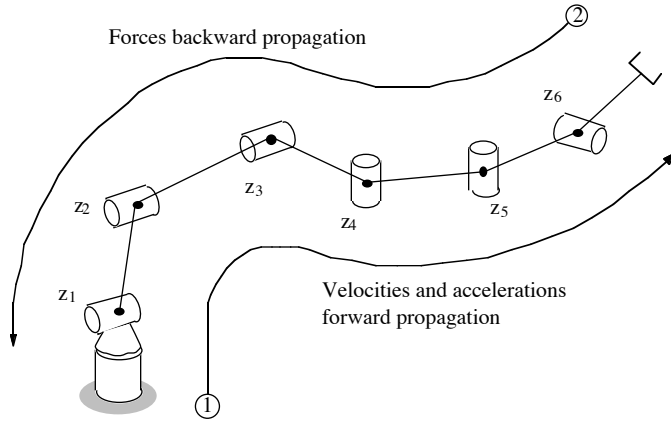 2
Forces backward propagation
z6
z3
z2
z4
z5
z1
Velocities and accelerations
forward propagation
1